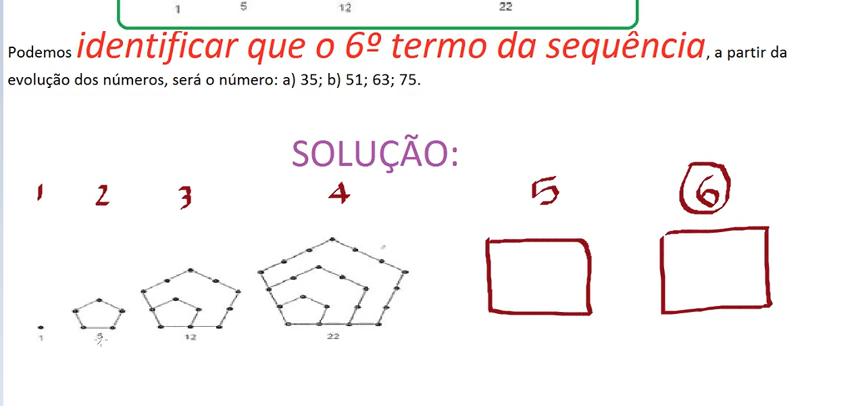 1 5 12 22
Podemos identificar que o 6º termo da sequência, a partir da
evolução dos números, será o número: a) 35; b) 51; 63; 75.
SOLUÇÃO:
1 2 3 4 5 6
1 5 12 22